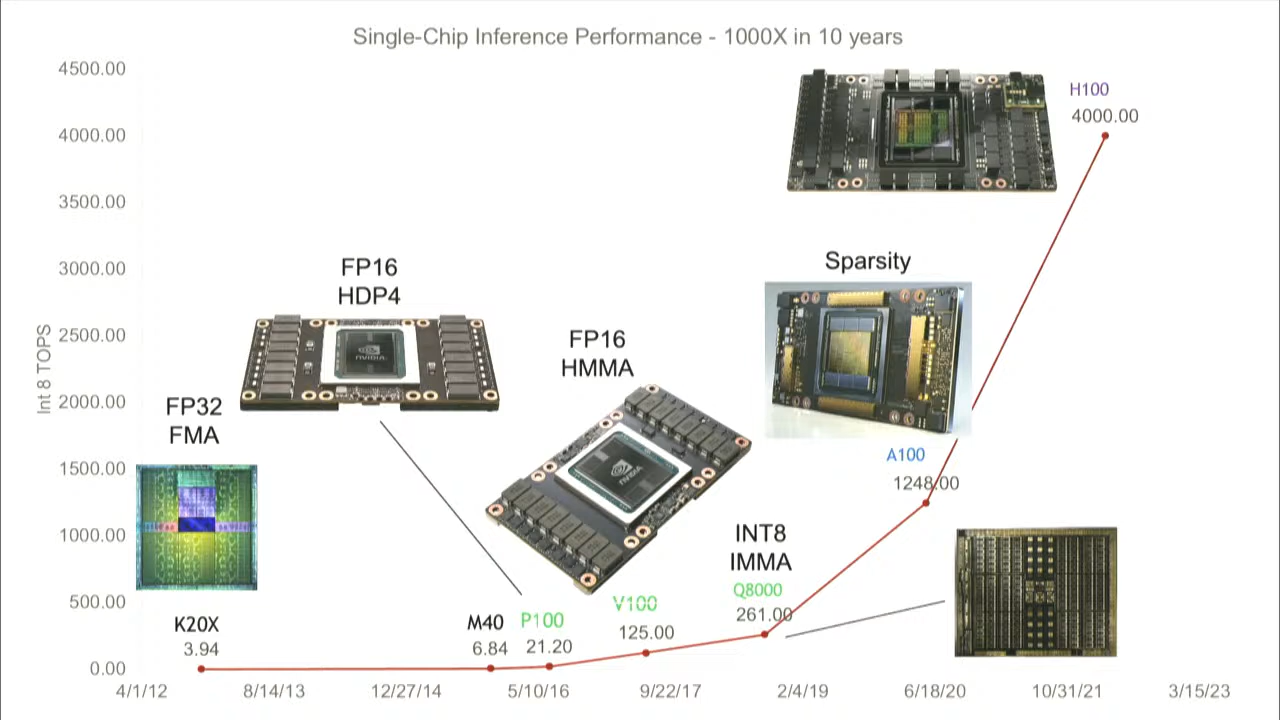 Single-Chip Inference Performance - 1000X in 10 years
4500.00
4000.00
3500.00
3000.00
2500.00
2000.00
1500.00
1000.00
500.00
0.00
Int 8 TOPS
4/1/12
8/14/13
12/27/14
5/10/16
9/22/17
2/4/19
6/18/20
10/31/21
3/15/23
FP32
FMA
K20X
3.94
M40
6.84
FP16
HDP4
NVIDIA
P100
21.20
FP16
HMMA
NVIDIA
V100
125.00
INT8
IMMA
Q8000
261.00
Sparsity
A100
1248.00
H100
4000.00